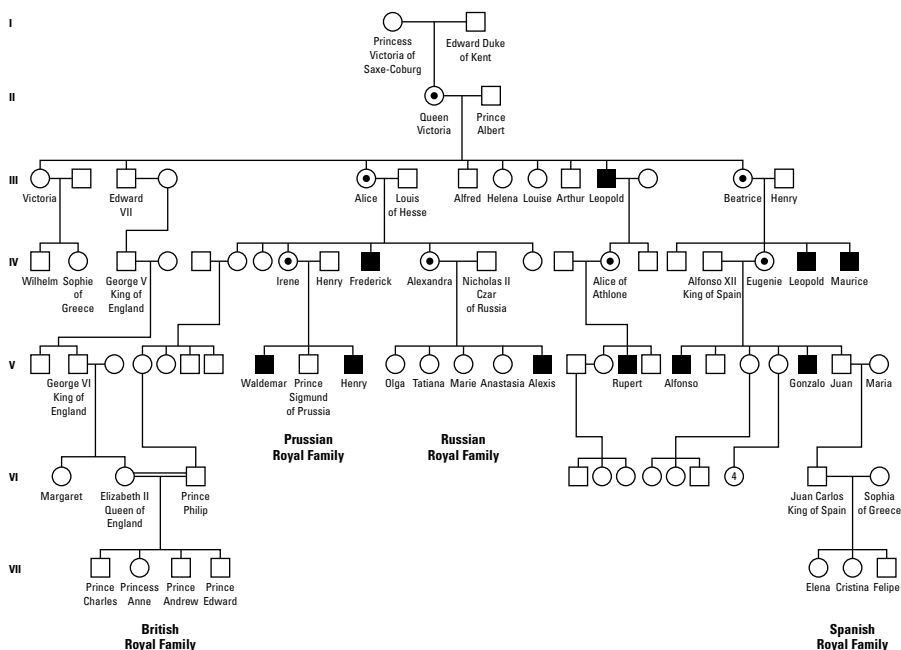 I
Princess
Victoria of
Saxe-Coburg
Edward Duke
of Kent
II
Queen
Victoria
Prince
Albert
III
Victoria
Edward
VII
Alice
Louis
of Hesse
Alfred
Helena
Louise
Arthur
Leopold
Beatrice
Henry
IV
Wilhelm
Sophie
of
Greece
George V
King of
England
Irene
Henry
Frederick
Alexandra
Nicholas II
Czar
of Russia
Alice of
Athlone
Alfonso XII
King of Spain
Eugenie
Leopold
Maurice
V
George VI
King of
England
Waldemar
Prince
Sigmund
of Prussia
Henry
Olga
Tatiana
Marie
Anastasia
Alexis
Rupert
Alfonso
Gonzalo
Juan
Maria
Prussian
Royal Family
Russian
Royal Family
VI
Margaret
Elizabeth II
Queen of
England
Prince
Philip
4
Juan Carlos
King of Spain
Sophia
of Greece
VII
Prince
Charles
Princess
Anne
Prince
Andrew
Prince
Edward
Elena
Cristina
Felipe
British
Royal Family
Spanish
Royal Family